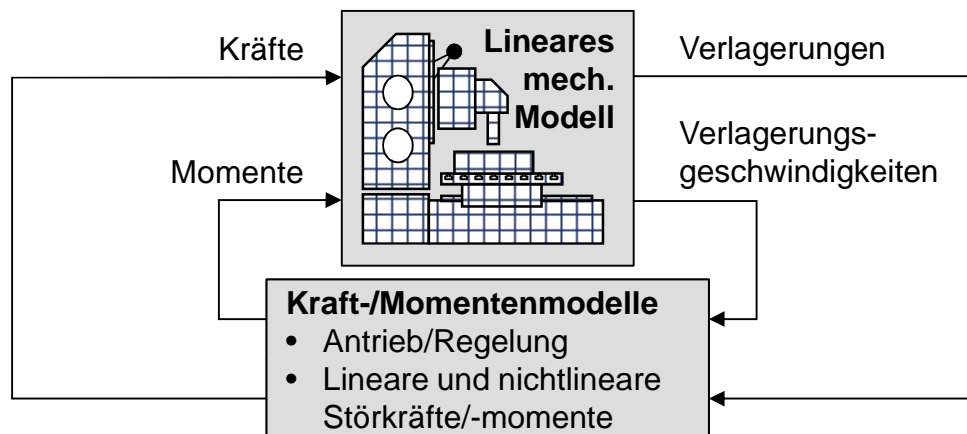 Kräfte
Momente
Lineares
mech.
Modell
Verlagerungen
Verlagerungs-
geschwindigkeiten
Kraft-/Momentenmodelle
• Antrieb/Regelung
• Lineare und nichtlineare
Störkräfte/-momente